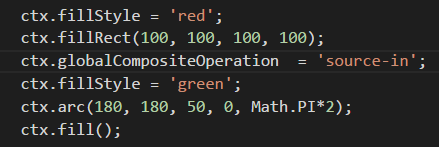 ctx.fillStyle = 'red';
ctx.fillRect(100, 100, 100, 100);
ctx.globalCompositeOperation  = 'source-in';
ctx.fillStyle = 'green';
ctx.arc(180, 180, 50, 0, Math.PI*2);
ctx.fill();